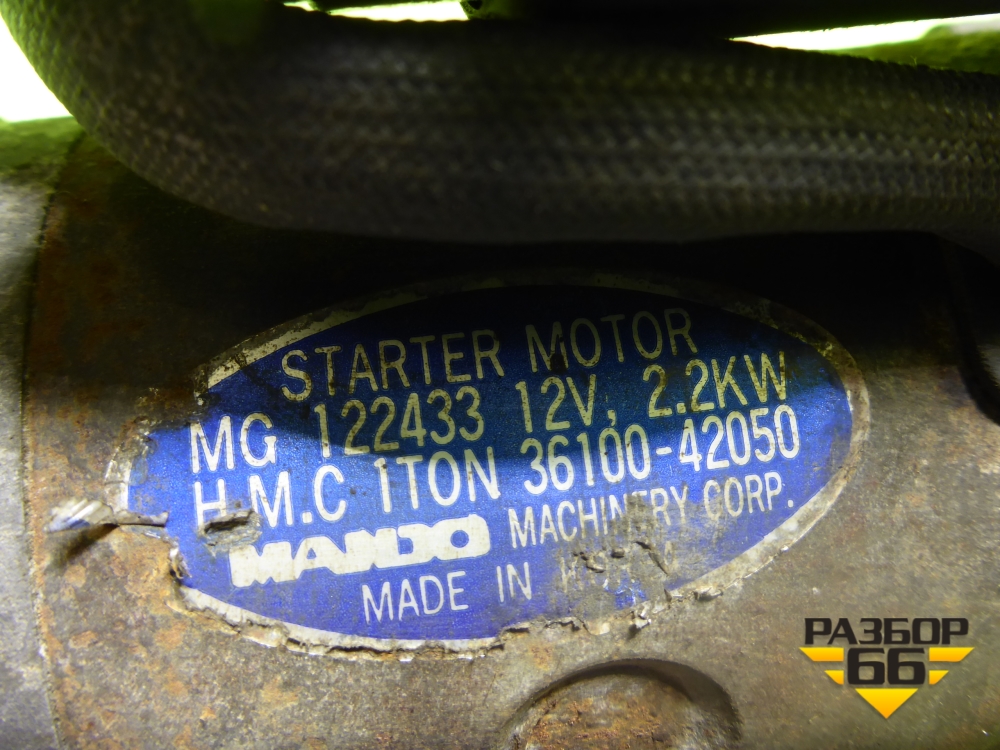 STARTER MOTOR
MG 122433 12V, 2.2KW
H.M.C 1TON 36100-42050
MANDO MACHINERY CORP.
MADE IN
РАЗБОР
66